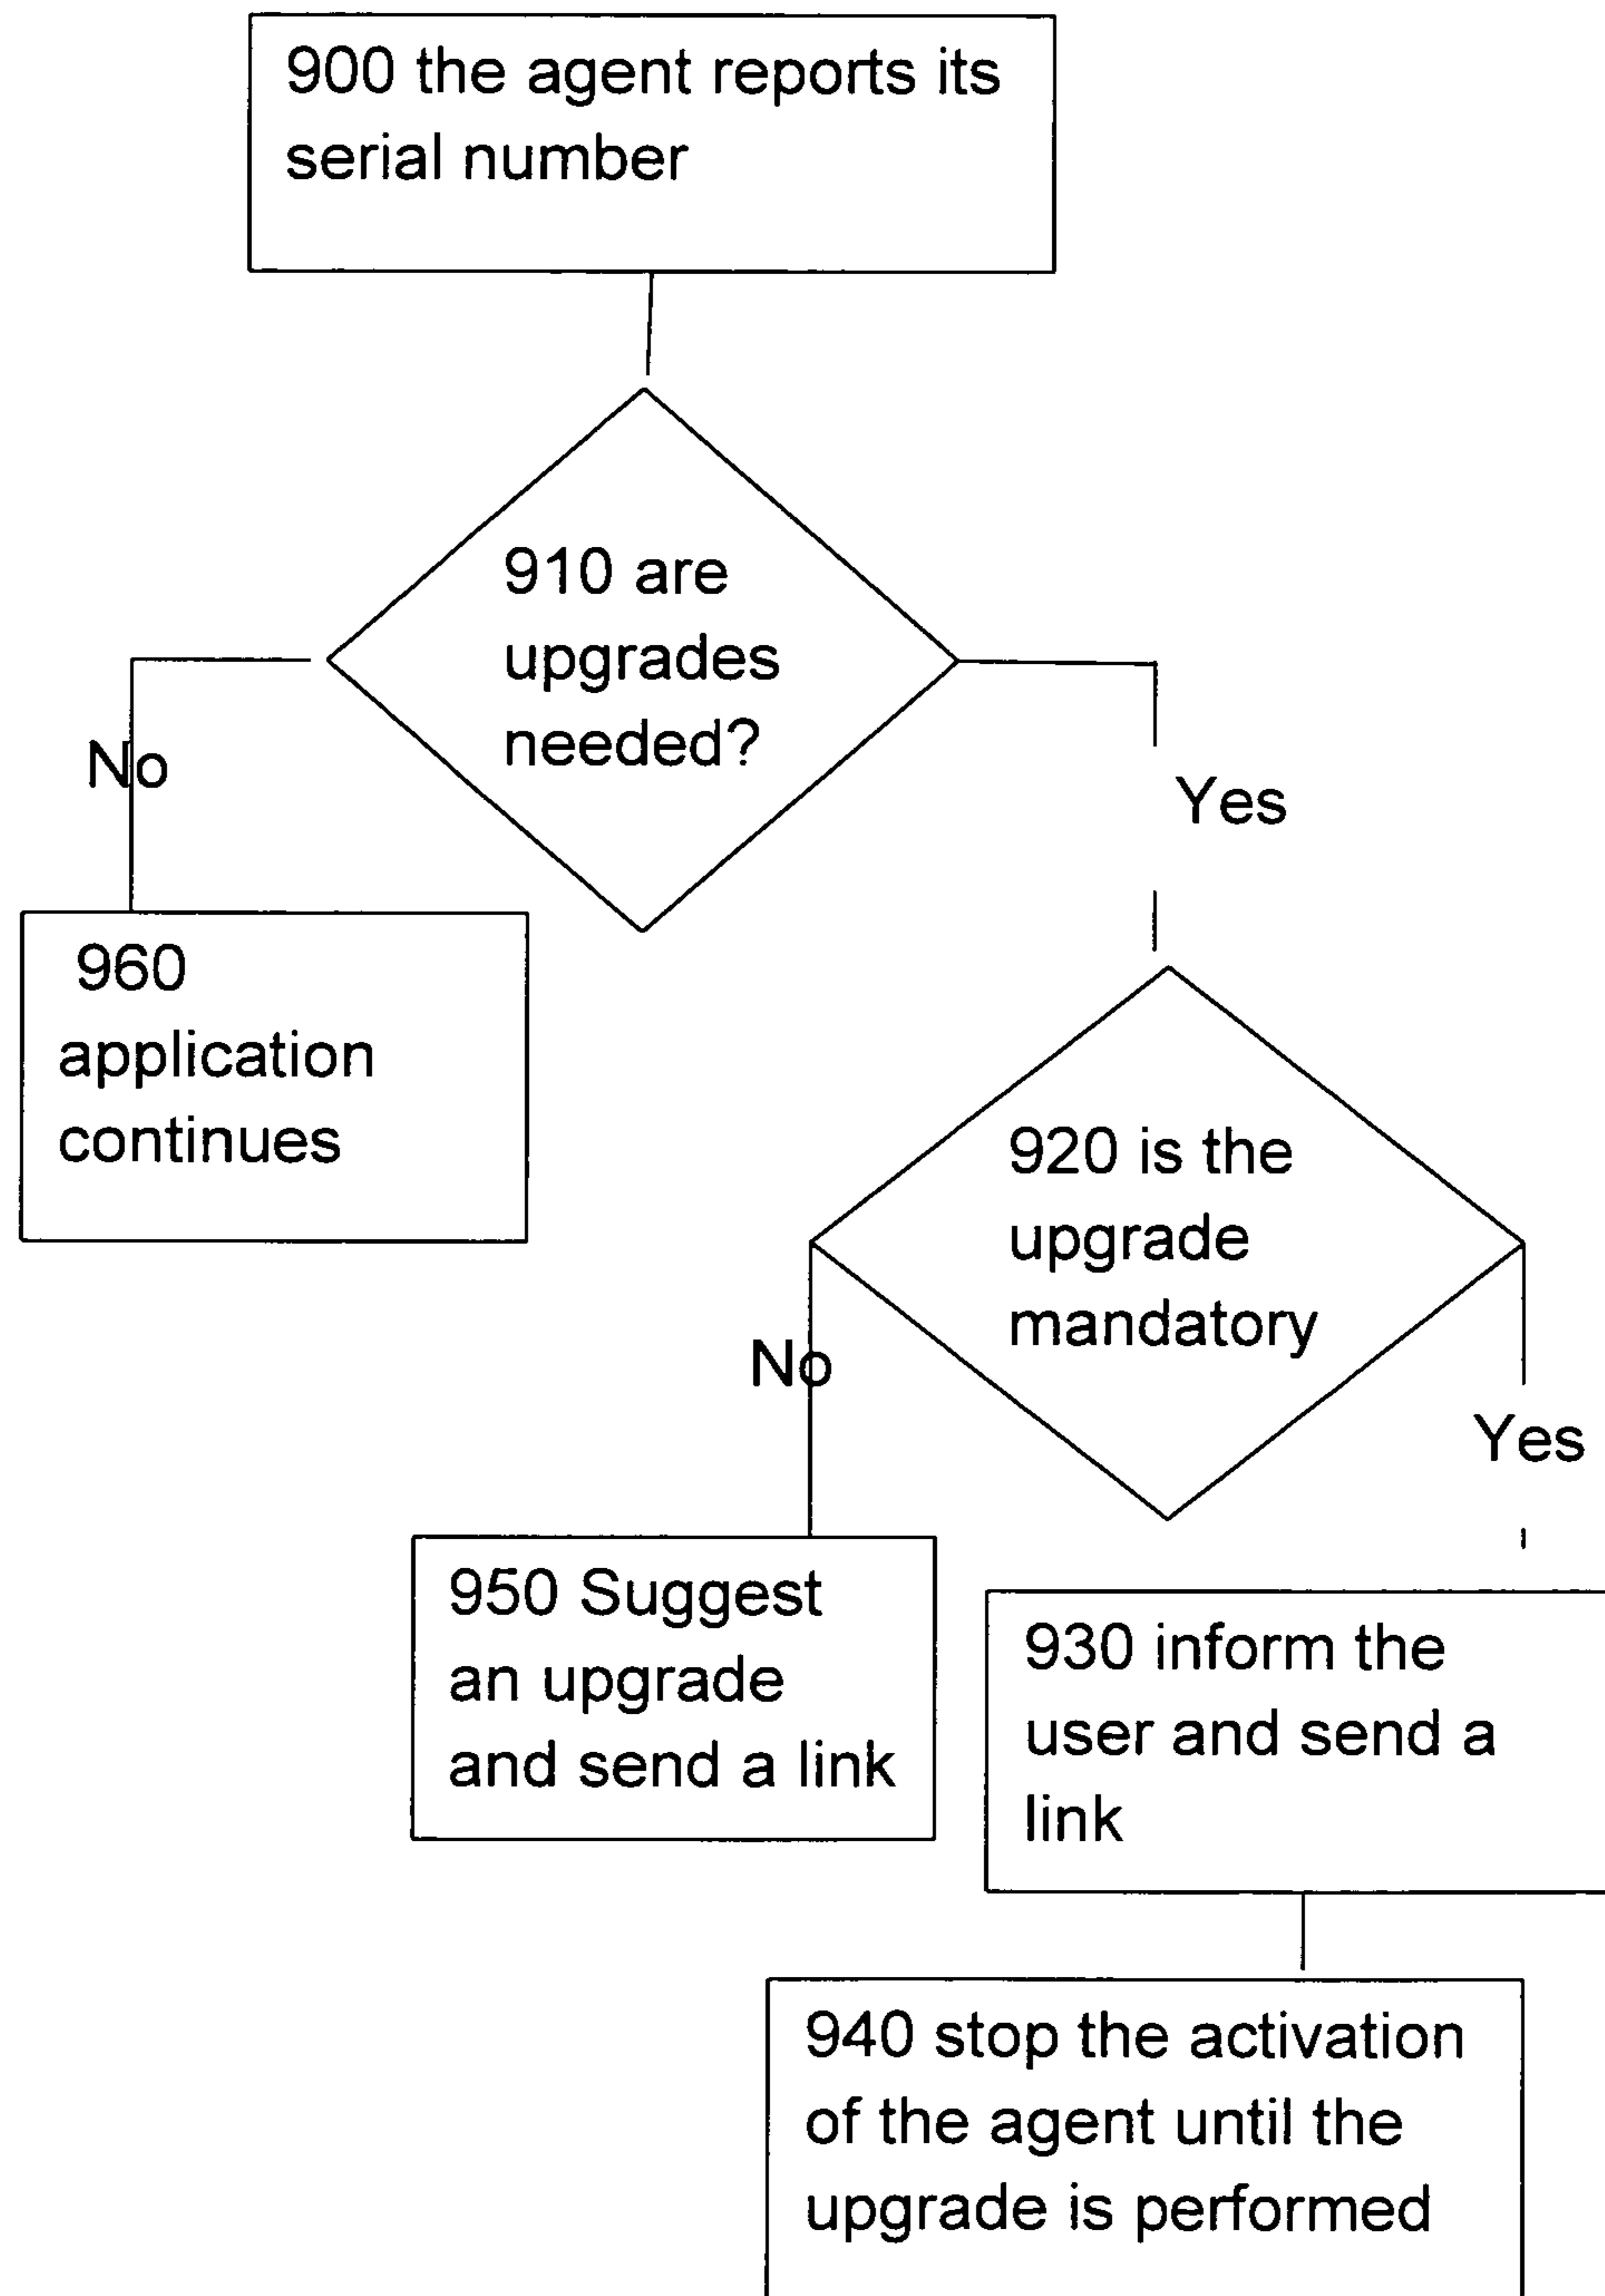 900 the agent reports its
serial number
910 are
upgrades
needed?
No
Yes
960
application
continues
920 is the
upgrade
mandatory
No
Yes
950 Suggest
an upgrade
and send a link
930 inform the
user and send a
link
940 stop the activation
of the agent until the
upgrade is performed